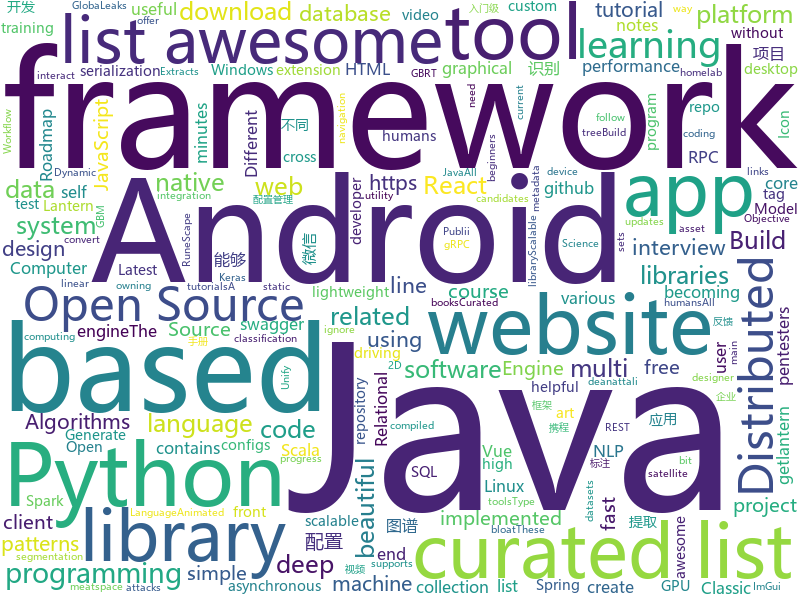 开发 GlobaLeaks useful download database video custom 入门级 way
training list awesome tool tutorial platform
notes without
serialization Extracts Windows extension HTML learning performance 项目
interact GBRT graphical 识别 desktop
framework
Workflow Roadmap minutes JavaScript Different 不同 humans cross need navigation current beginners follow treeBuild coding program repo homelab RPC Icon
data self native web https React github developer device core
Android app
test Lantern GBM Dynamic integration utility gRPC candidates metadata links tag Model
system 配置管理 Publii JavaAll updates asset Objective
design convert RuneScape 能够 微信 line libraryScalable Science interview Build
Computer Latest tutorialsA lightweight course sets libraries
Open Source owning static Keras related booksCurated various becoming humansAll
linear Source swagger using
engineThe
based website Distributed
手册 driving software Engine multi free user 反馈
computing classification Unify repository Relational ignore 2D main
helpful deanattali pentesters
Algorithms code art 框架 designer
language contains configs Vue high compiled 携程 REST 企业
Python Java
Generate Scala NLP 应用 getlantern
Open SQL 标注 satellite
Spark front Linux datasets bit project
library beautiful progress toolsType
client end scalable implemented fast 提取
patterns 配置 图谱 curated list
LanguageAnimated 视频 supports awesome
segmentation simple deep machine collection list Spring GPU Classic ImGui
programming meatspace attacks asynchronous create offer bloatThese